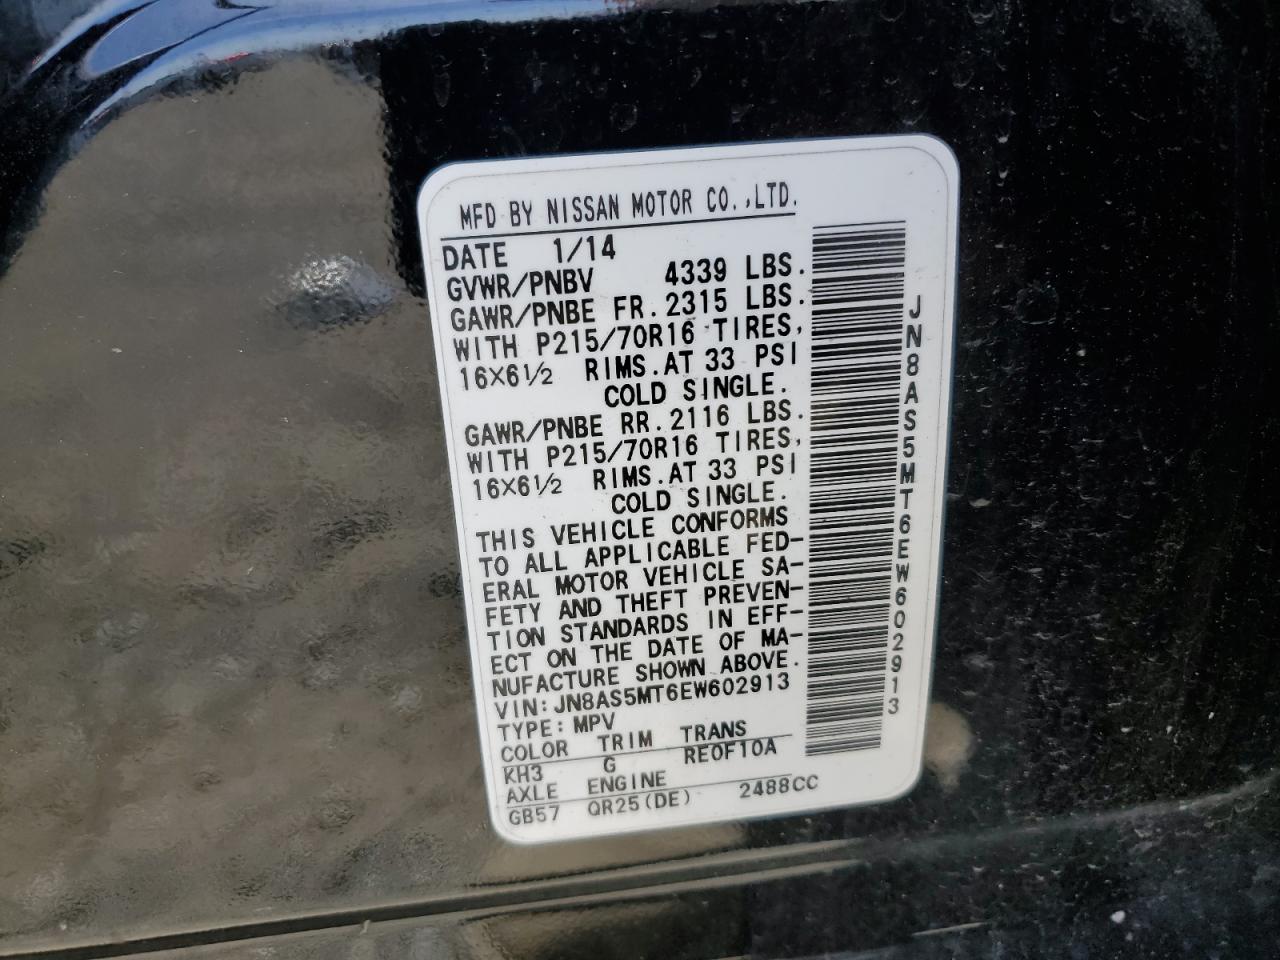 MFD BY NISSAN MOTOR CO.,LTD.
DATE 1/14
GVWR/PNBV 4339 LBS.
GAWR/PNBE FR. 2315 LBS.
WITH P215/70R16 TIRES,
16X6½ RIMS.AT 33 PSI
COLD SINGLE.
GAWR/PNBE RR. 2116 LBS.
WITH P215/70R16 TIRES,
16X6½ RIMS.AT 33 PSI
COLD SINGLE.
THIS VEHICLE CONFORMS
TO ALL APPLICABLE FED-
ERAL MOTOR VEHICLE SA-
FETY AND THEFT PREVEN-
TION STANDARDS IN EFF-
ECT ON THE DATE OF MA-
NUFACTURE SHOWN ABOVE.
VIN:JN8AS5MT6EW602913
TYPE:MPV
COLOR TRIM TRANS
KH3 G RE0F10A
AXLE ENGINE
GB57 QR25(DE) 2488CC
JN8AS5MT6EW602913